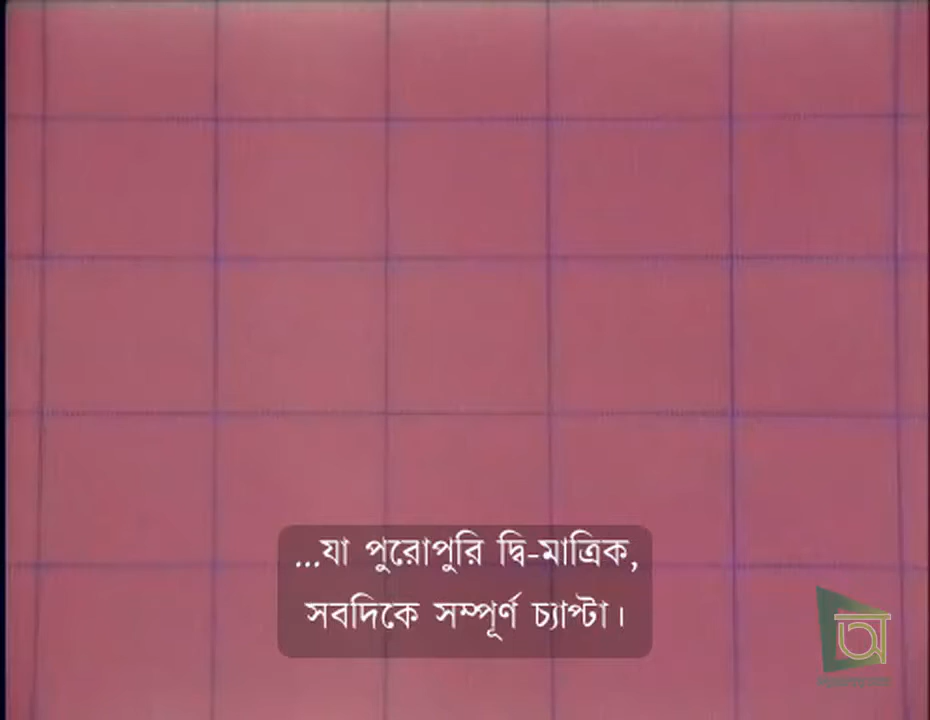 ...যা পুরোপুরি দ্বি-মাত্রিক,
সবদিকে সম্পূর্ণ চ্যাপ্টা।